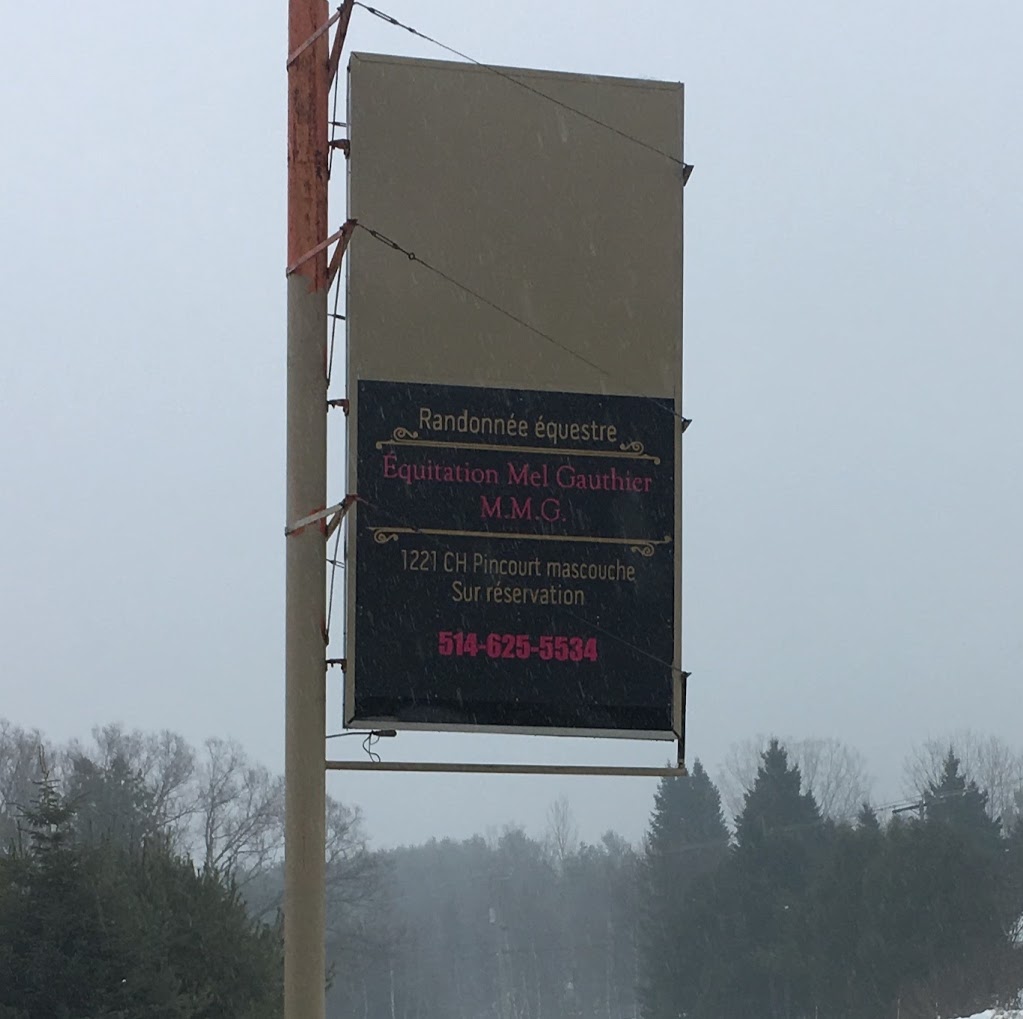 Randonnée équestre
Équitation Mel Gauthier
M.M.G.
1221 CH Pincourt mascouche
Sur réservation
514-625-5534